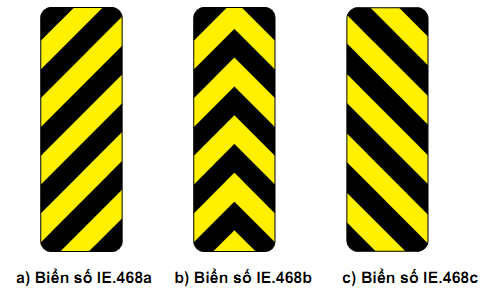 a) Biển số IE.468a b) Biển số IE.468b c) Biển số IE.468c